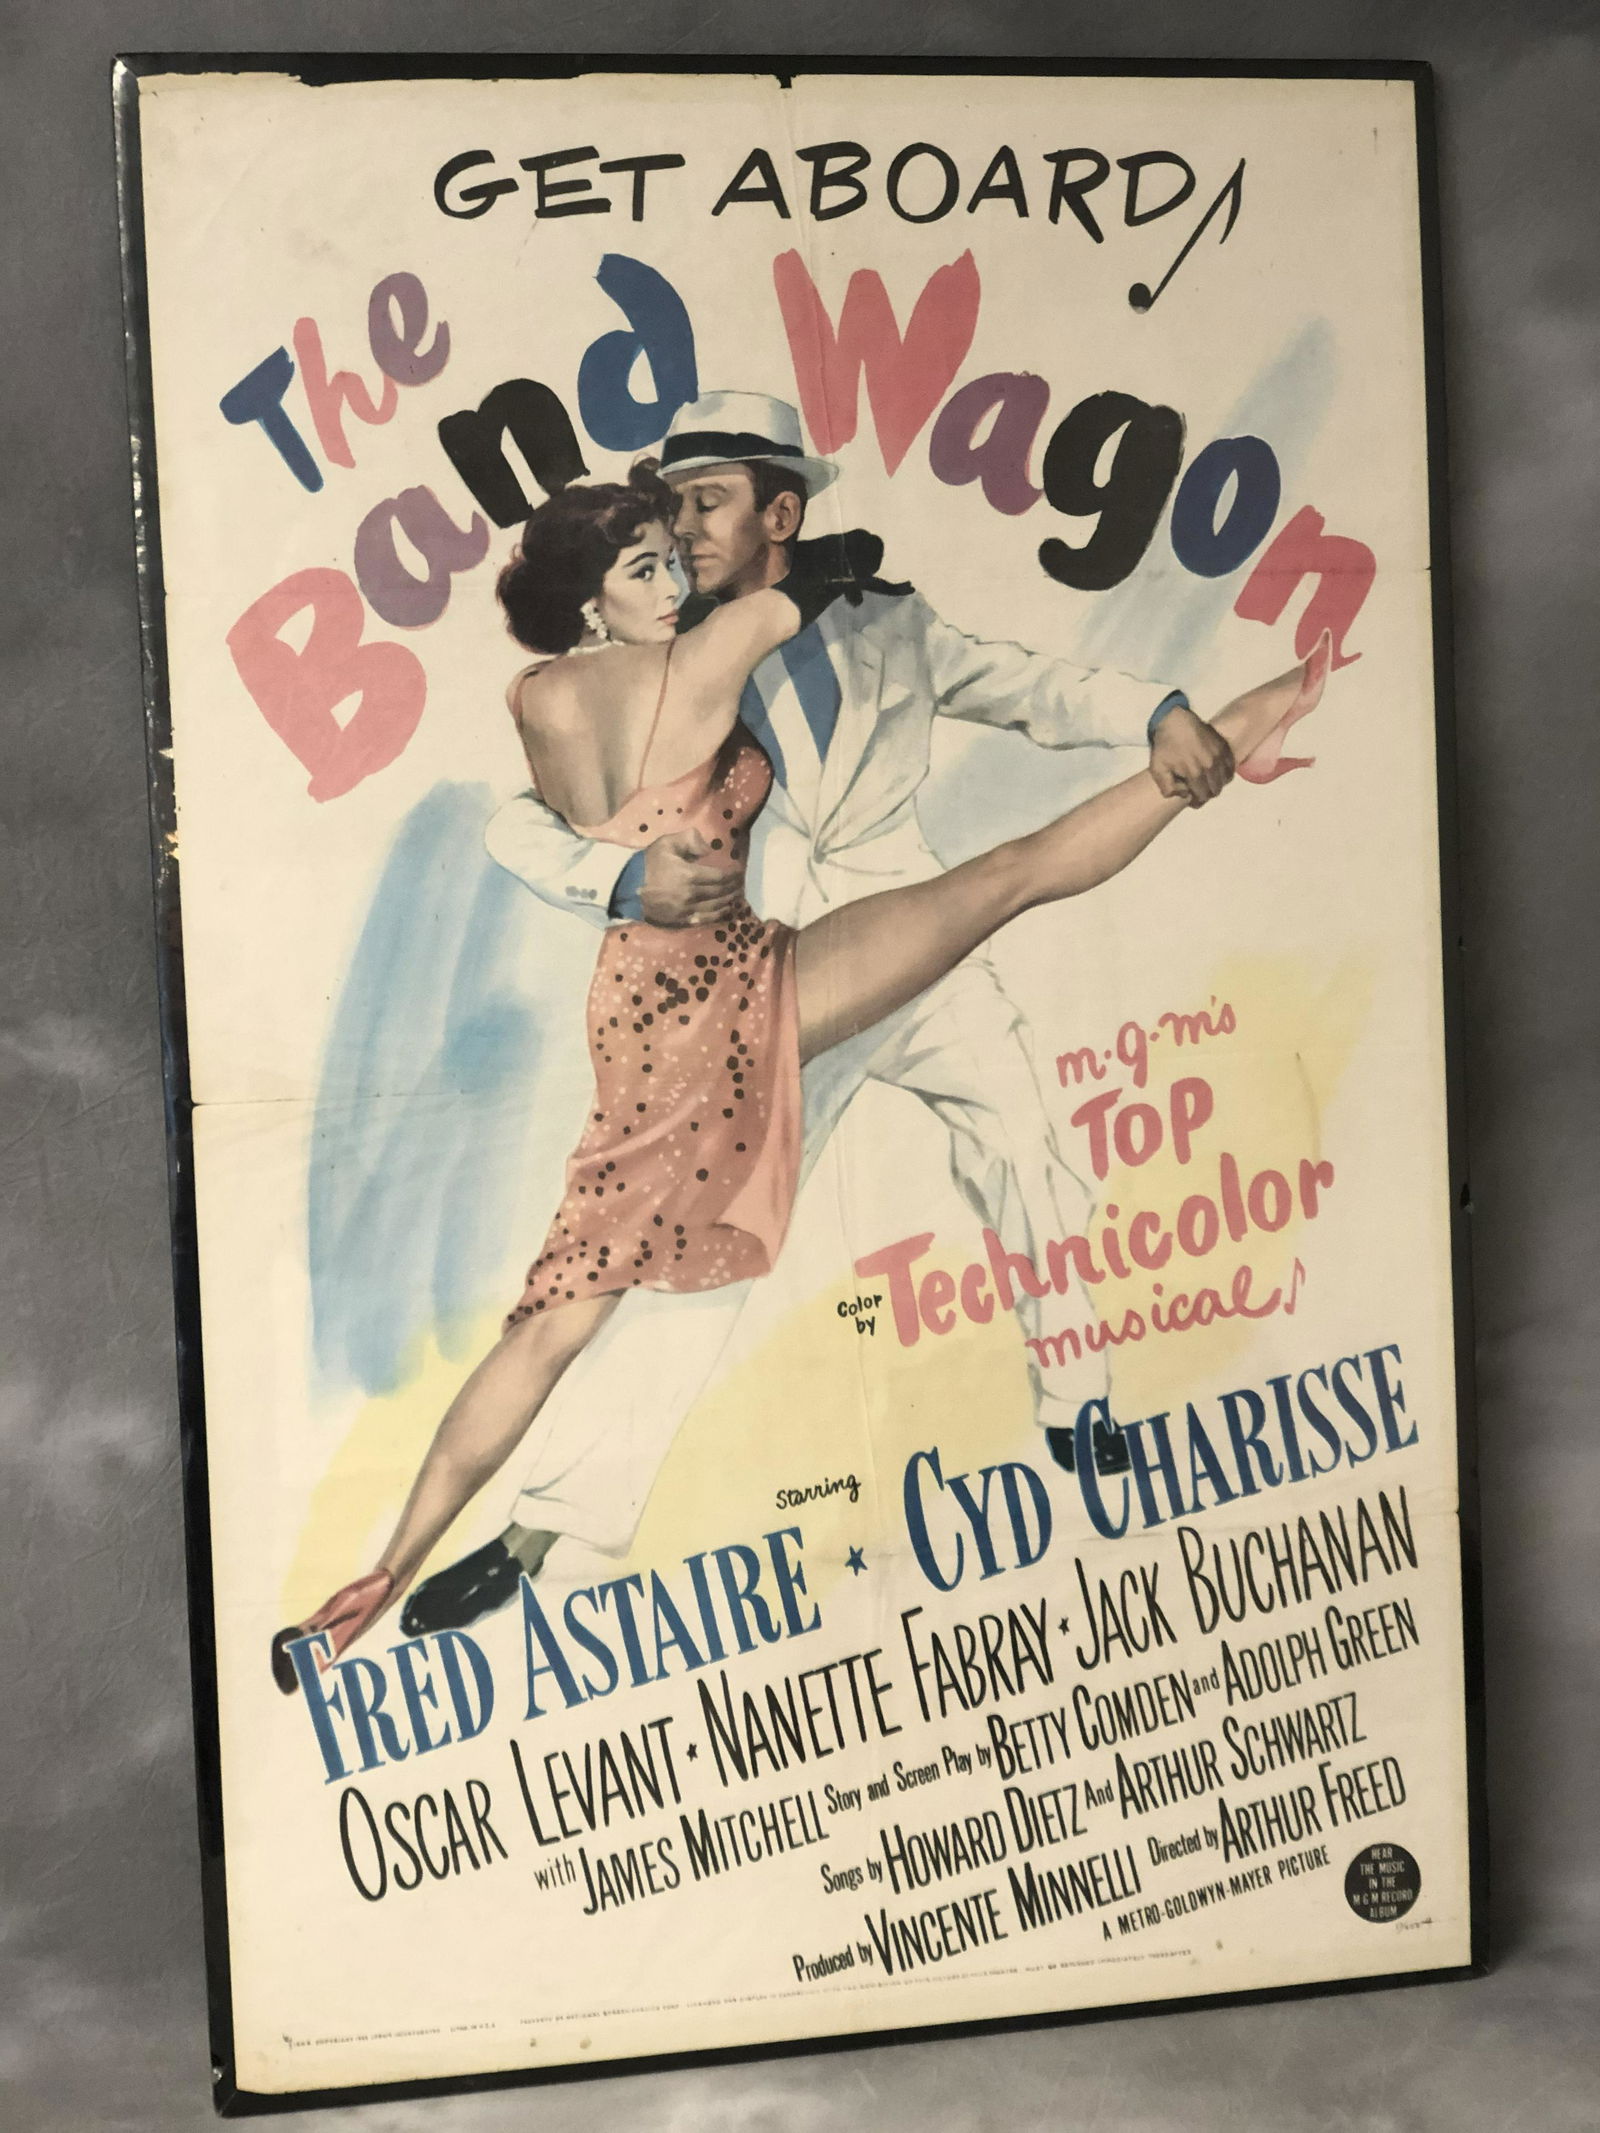 GET ABOARD
The
Band Wagon
m·g·m's
TOP
Color by Technicolor
musical
Starring
FRED ASTAIRE ★ CYD CHARISSE
OSCAR LEVANT ★ NANETTE FABRAY ★ JACK BUCHANAN
with JAMES MITCHELL Story and Screen Play by BETTY COMDEN and ADOLPH GREEN
Songs by HOWARD DIETZ And ARTHUR SCHWARTZ
Produced by VINCENTE MINNELLI Directed by ARTHUR FREED
A METRO-GOLDWYN-MAYER PICTURE
HEAR
THE MUSIC
IN THE
M G M RECORD
ALBUM